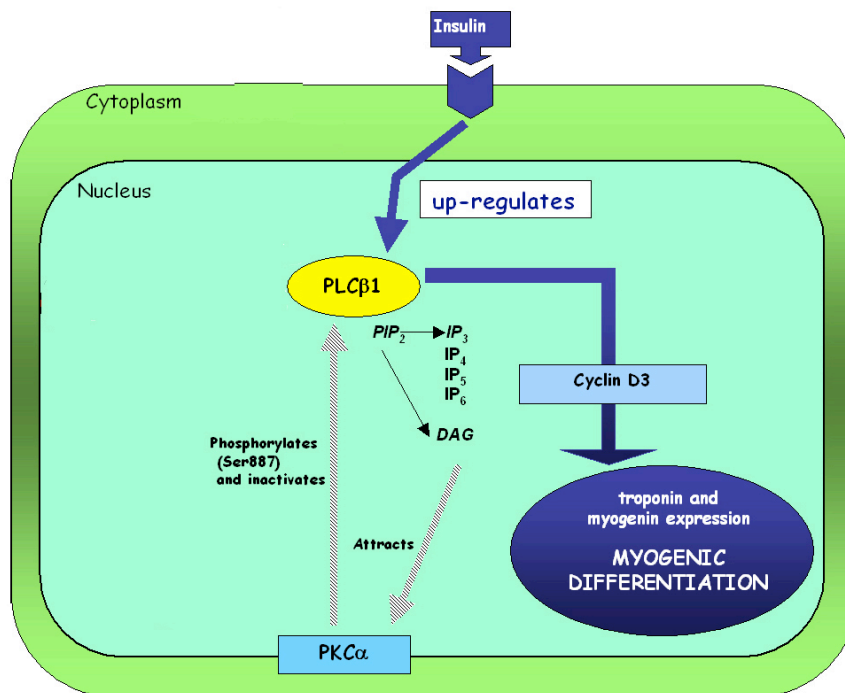 Insulin
Cytoplasm
Nucleus
up-regulates
PLCβ1
PIP₂
IP₃
IP₄
IP₅
IP₆
Cyclin D3
DAG
Phosphorylates
(Ser887)
and inactivates
Attracts
troponin and
myogenin expression
MYOGENIC
DIFFERENTIATION
PKCα